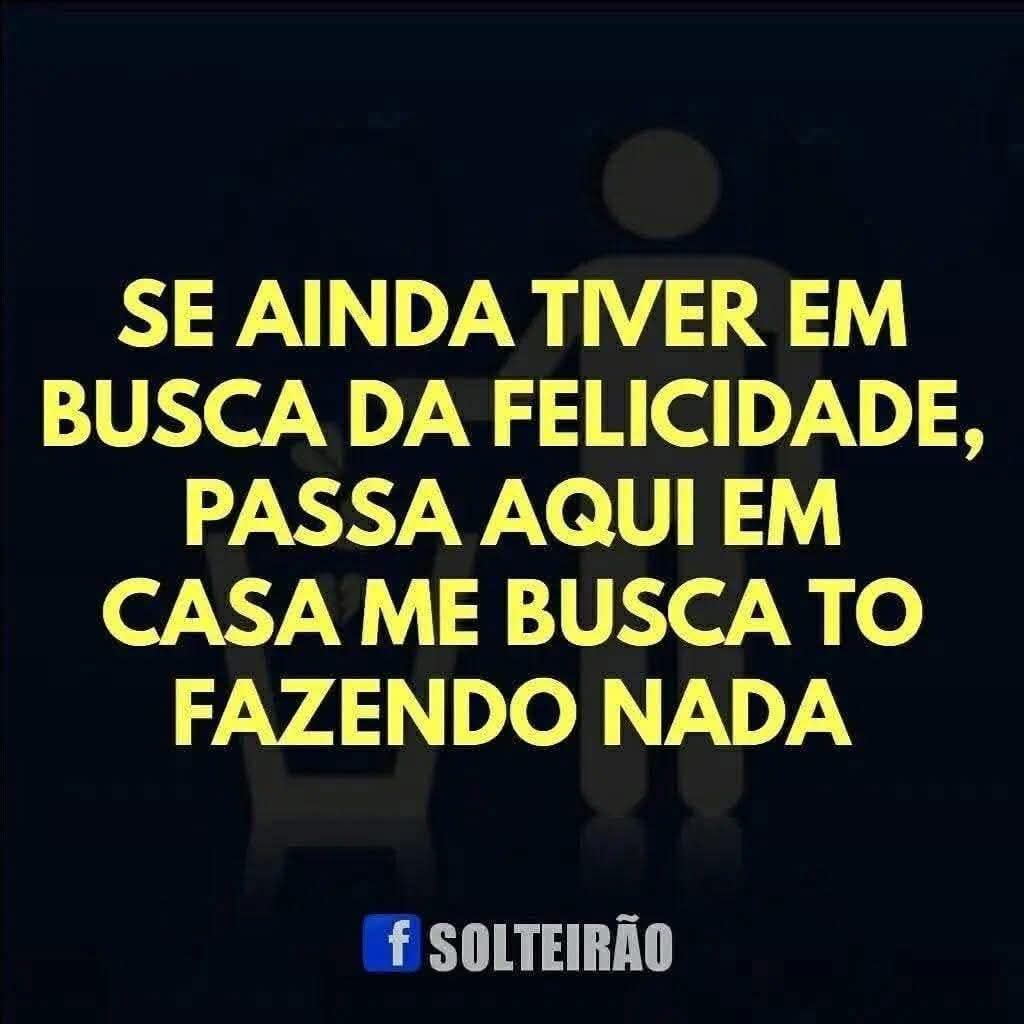 SE AINDA TIVER EM
BUSCA DA FELICIDADE,
PASSA AQUI EM
CASA ME BUSCA TO
FAZENDO NADA
f SOLTEIRÃO